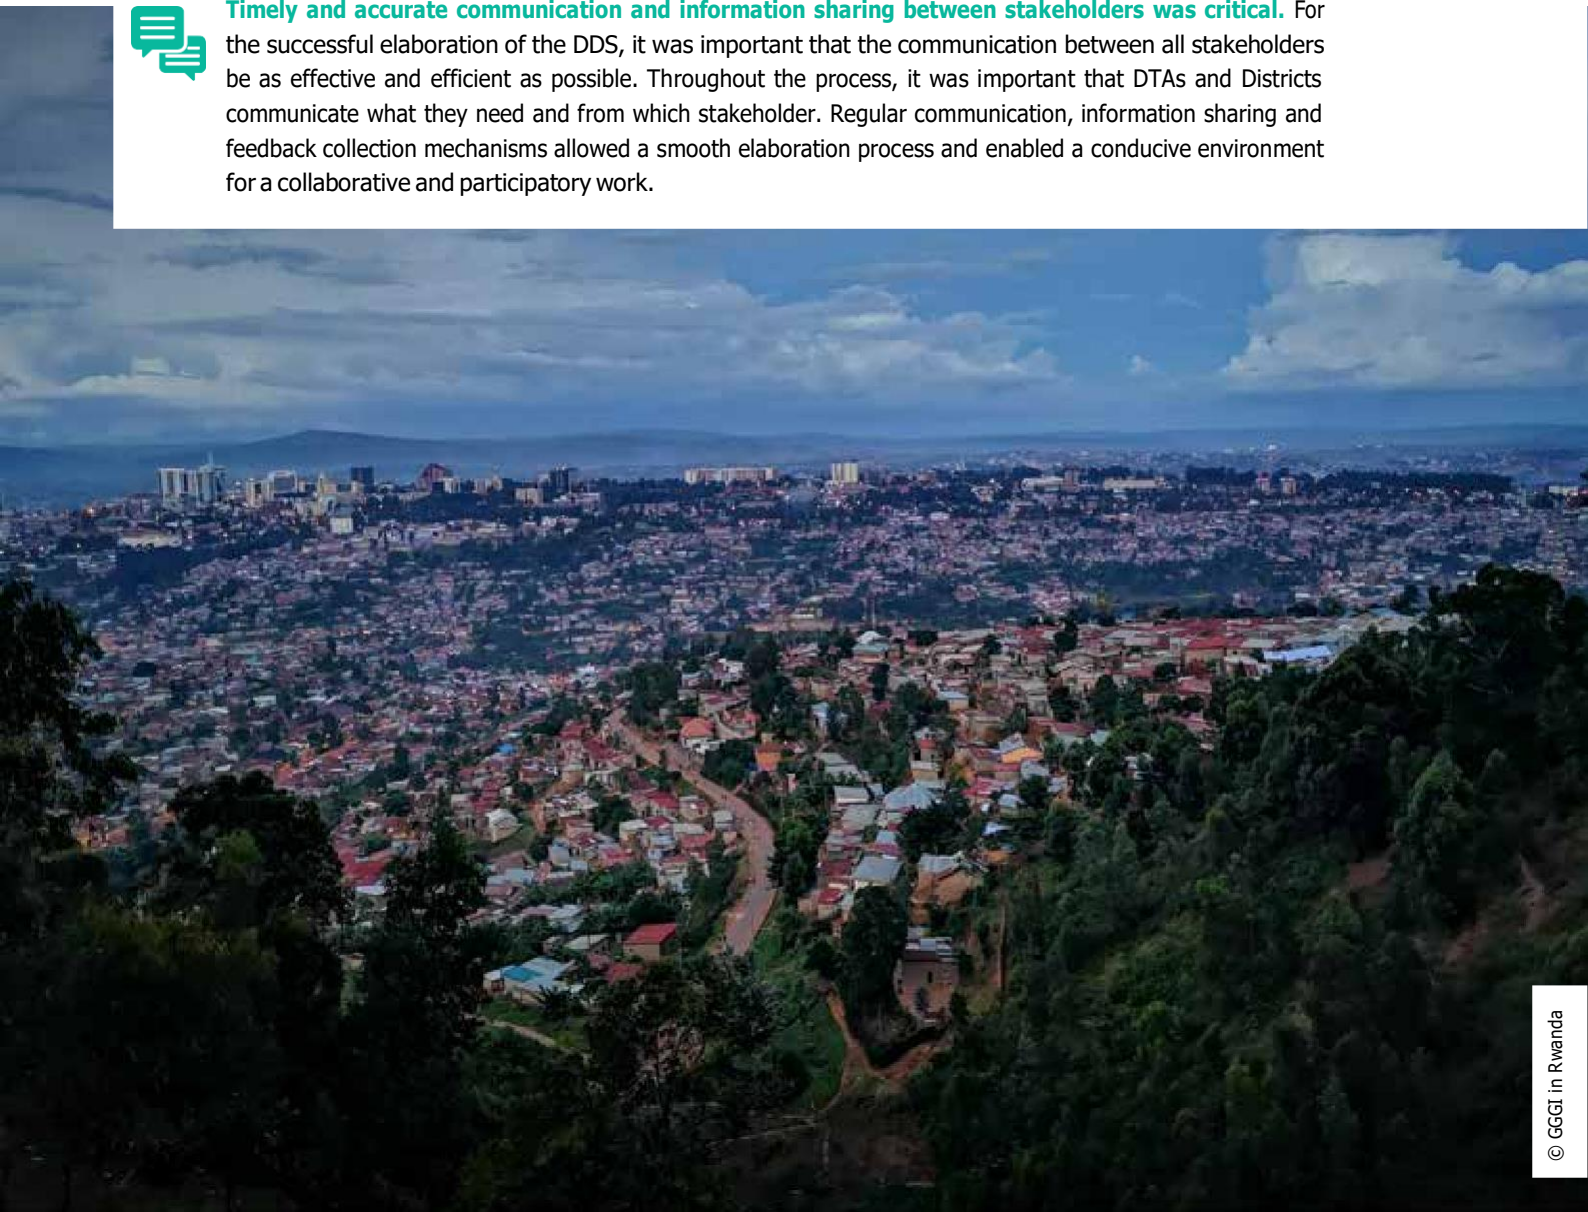 Timely and accurate communication and information sharing between stakeholders was critical. For
the successful elaboration of the DDS, it was important that the communication between all stakeholders
be as effective and efficient as possible. Throughout the process, it was important that DTAs and Districts
communicate what they need and from which stakeholder. Regular communication, information sharing and
feedback collection mechanisms allowed a smooth elaboration process and enabled a conducive environment
for a collaborative and participatory work.
© GGGI in Rwanda